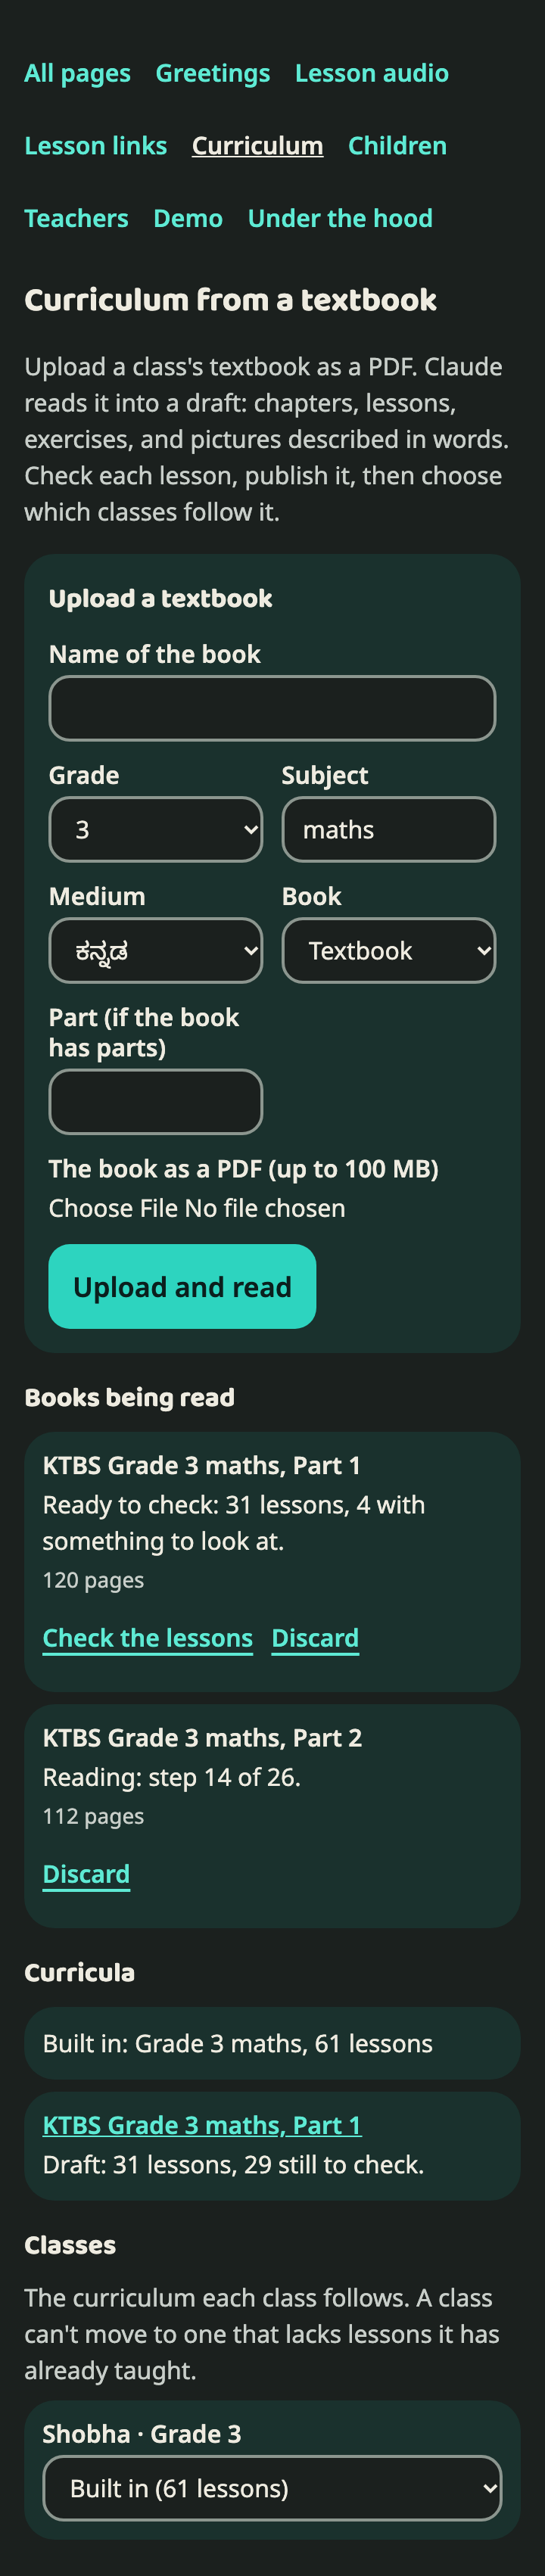 All pages Greetings Lesson audio
Lesson links Curriculum Children
Teachers Demo Under the hood
Curriculum from a textbook
Upload a class's textbook as a PDF. Claude
reads it into a draft: chapters, lessons,
exercises, and pictures described in words.
Check each lesson, publish it, then choose
which classes follow it.
Upload a textbook
Name of the book
Grade Subject
3 maths
Medium Book
ಕನ್ನಡ Textbook
Part (if the book
has parts)
The book as a PDF (up to 100 MB)
Choose File No file chosen
Upload and read
Books being read
KTBS Grade 3 maths, Part 1
Ready to check: 31 lessons, 4 with
something to look at.
120 pages
Check the lessons Discard
KTBS Grade 3 maths, Part 2
Reading: step 14 of 26.
112 pages
Discard
Curricula
Built in: Grade 3 maths, 61 lessons
KTBS Grade 3 maths, Part 1
Draft: 31 lessons, 29 still to check.
Classes
The curriculum each class follows. A class
can't move to one that lacks lessons it has
already taught.
Shobha · Grade 3
Built in (61 lessons)